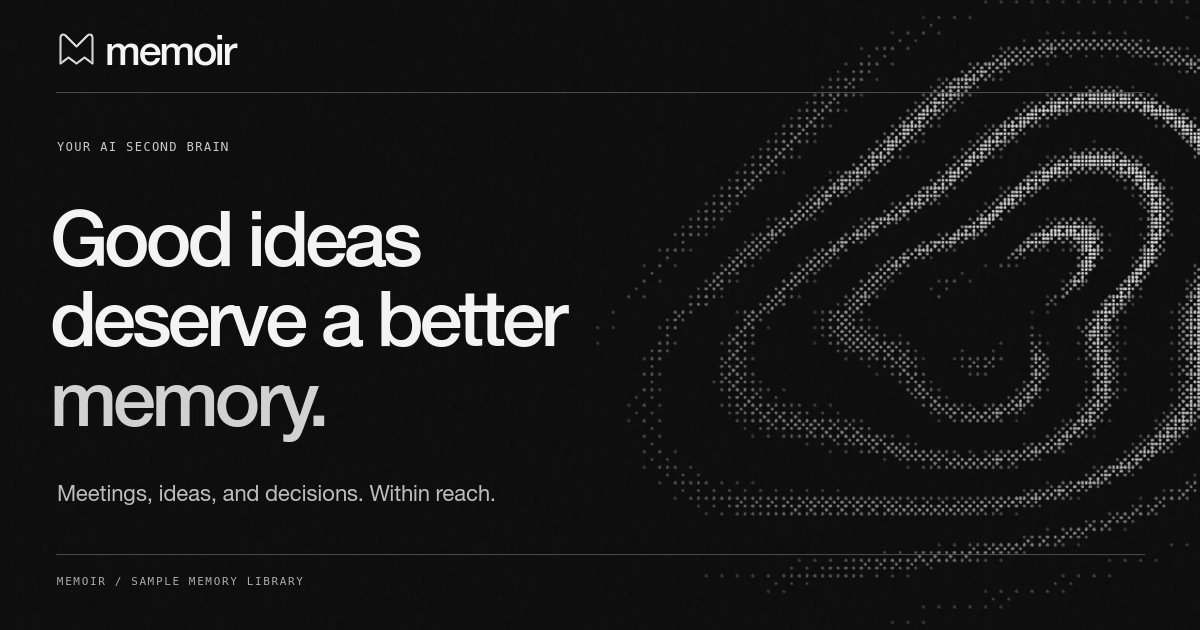 memoir
YOUR AI SECOND BRAIN
Good ideas
deserve a better
memory.
Meetings, ideas, and decisions. Within reach.
MEMOIR / SAMPLE MEMORY LIBRARY